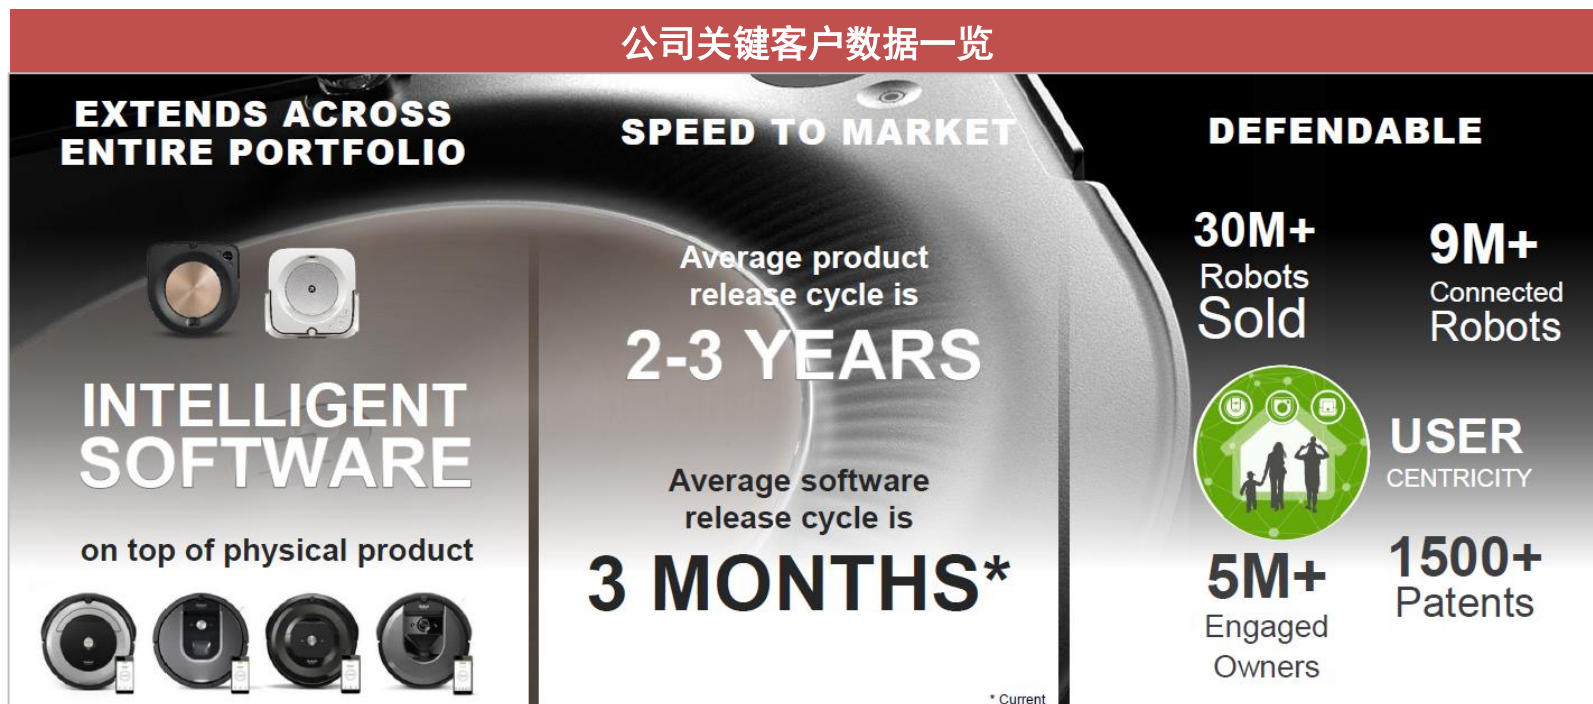 公司关键客户数据一览
EXTENDS ACROSS
ENTIRE PORTFOLIO
INTELLIGENT
SOFTWARE
on top of physical product
SPEED TO MARKET
Average product
release cycle is
2-3 YEARS
Average software
release cycle is
3 MONTHS*
* Current
DEFENDABLE
30M+
Robots
Sold
9M+
Connected
Robots
USER
CENTRICITY
5M+
Engaged
Owners
1500+
Patents